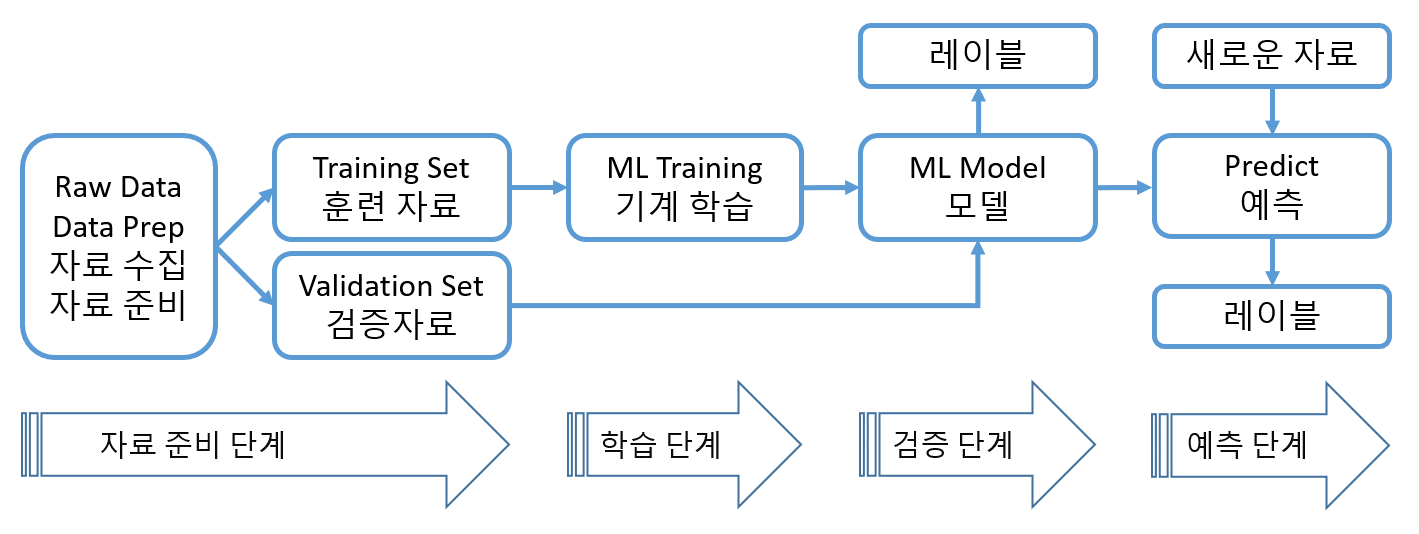 레이블
새로운 자료
Raw Data
Data Prep
자료 수집
자료 준비
Training Set
훈련 자료
ML Training
기계 학습
ML Model
모델
Predict
예측
Validation Set
검증자료
레이블
자료 준비 단계
학습 단계
검증 단계
예측 단계